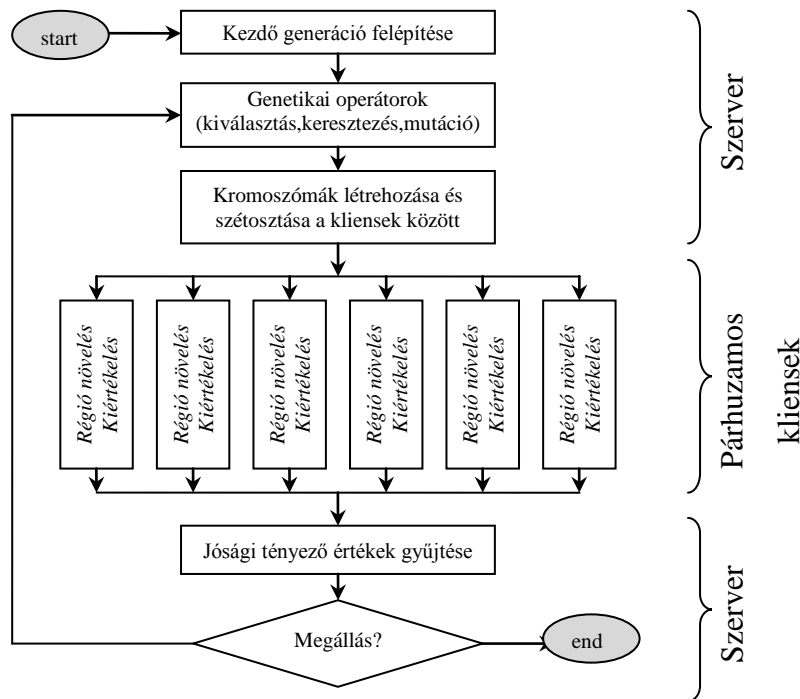 start
Kezdő generáció felépítése
Genetikai operátorok
(kiválasztás,keresztezés,mutáció)
Kromoszómák létrehozása és
szétosztása a kliensek között
Szerver
Régió növelés
Kiértékelés
Régió növelés
Kiértékelés
Régió növelés
Kiértékelés
Régió növelés
Kiértékelés
Régió növelés
Kiértékelés
Régió növelés
Kiértékelés
Párhuzamos
kliensek
Jósági tényező értékek gyűjtése
Megállás?
end
Szerver